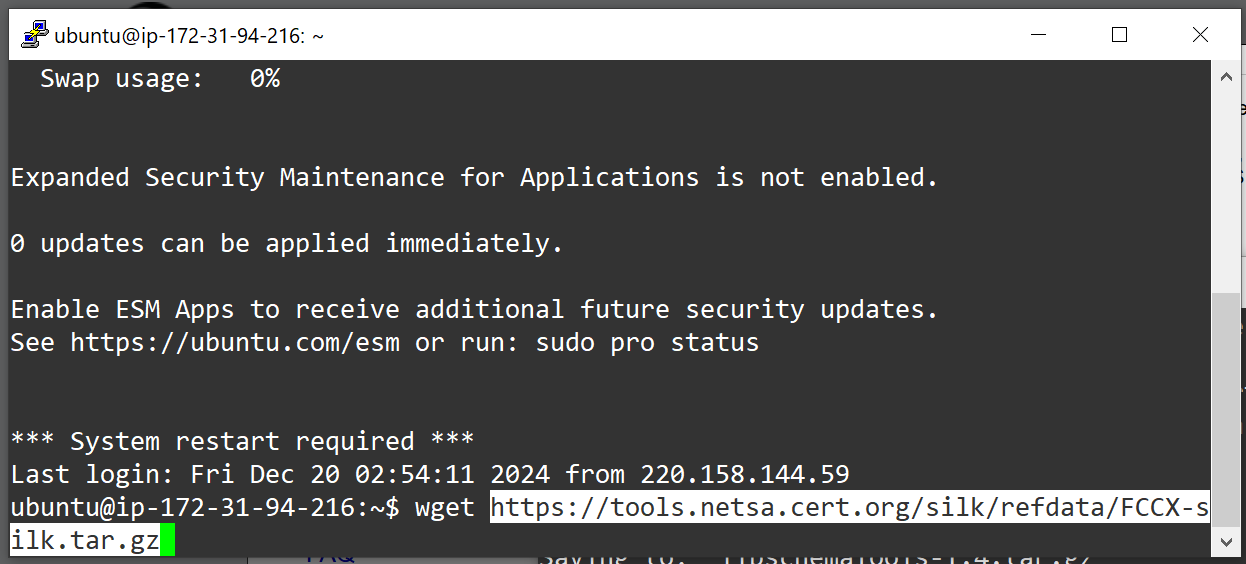 ubuntu@ip-172-31-94-216: ~
Swap usage:   0%
Expanded Security Maintenance for Applications is not enabled.
0 updates can be applied immediately.
Enable ESM Apps to receive additional future security updates.
See https://ubuntu.com/esm or run: sudo pro status
*** System restart required ***
Last login: Fri Dec 20 02:54:11 2024 from 220.158.144.59
ubuntu@ip-172-31-94-216:~$ wget https://tools.netsa.cert.org/silk/refdata/FCCX-s
ilk.tar.gz